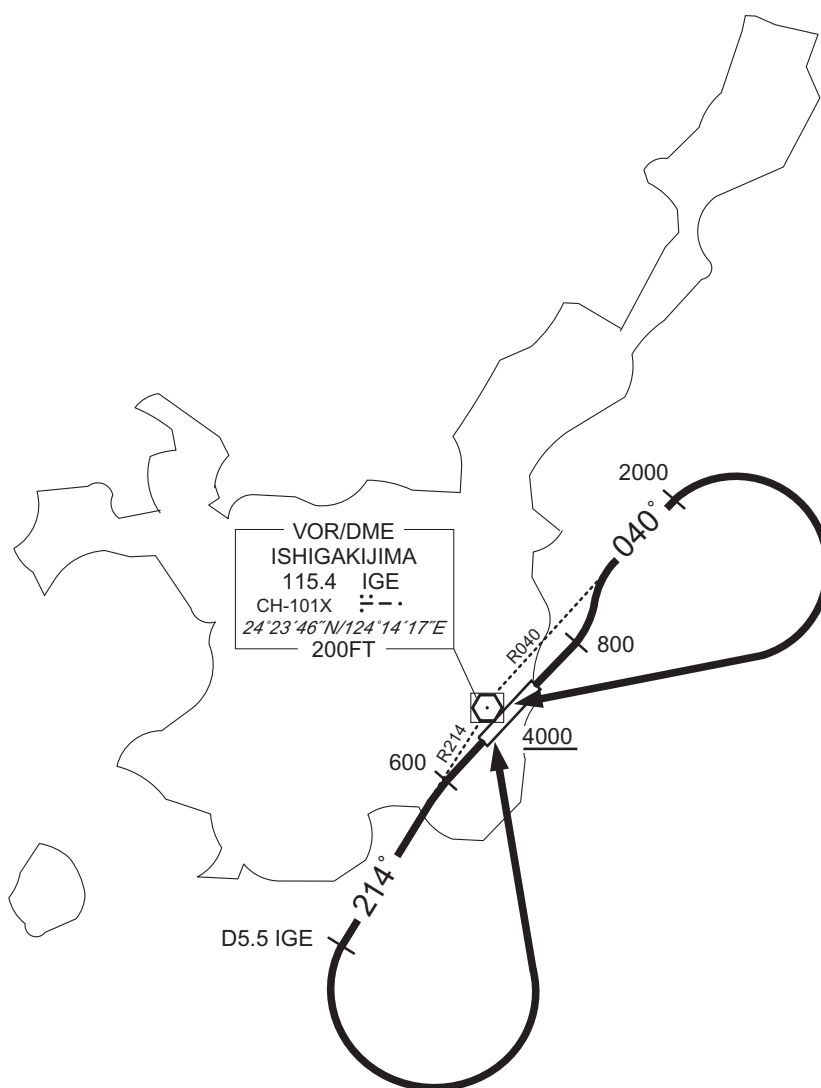 2000
040°
VOR/DME
ISHIGAKIJIMA
115.4 IGE
CH-101X
24°23'46"N/124°14'17"E
200FT
R040
800
R214
4000
600
214°
D5.5 IGE